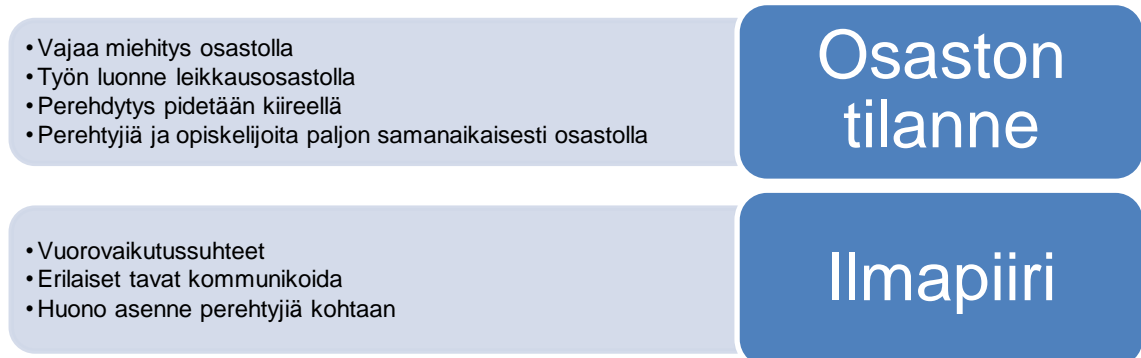 • Vajaa miehitys osastolla
• Työn luonne leikkausosastolla
• Perehdytys pidetään kiireellä
• Perehtyjiä ja opiskelijoita paljon samanaikaisesti osastolla
Osaston
tilanne
• Vuorovaikutussuhteet
• Erilaiset tavat kommunikoida
• Huono asenne perehtyjiä kohtaan
Ilmapiiri